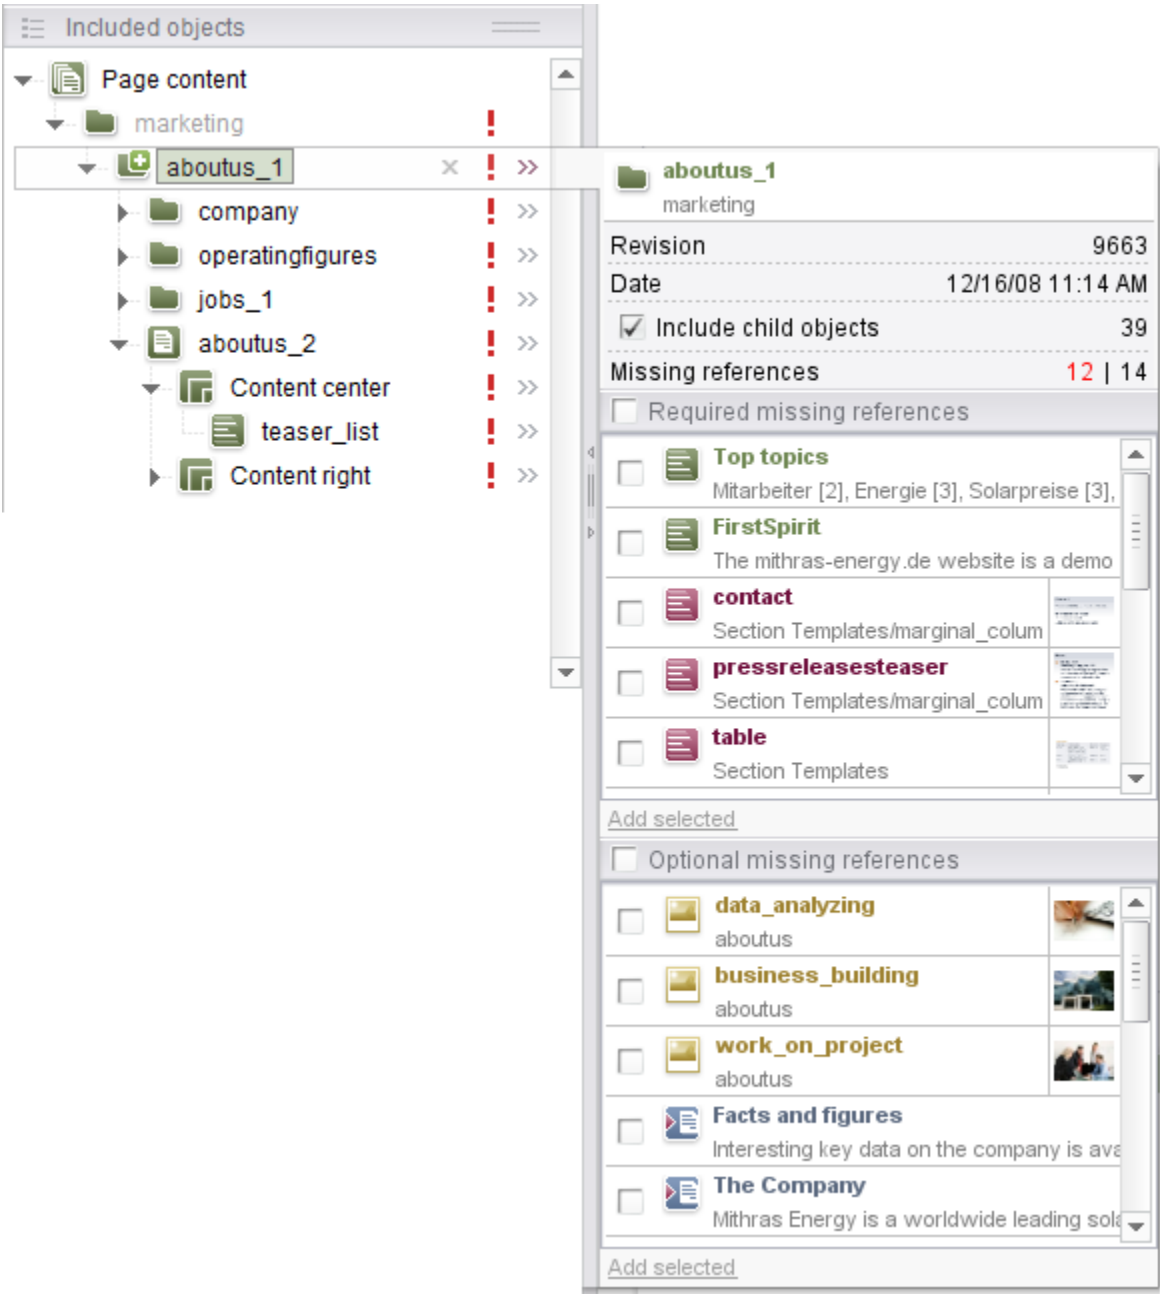 Included objects
Page content
marketing
aboutus_1
company
operatingfigures
jobs_1
aboutus_2
Content center
teaser_list
Content right
aboutus_1
marketing
Revision 9663
Date 12/16/08 11:14 AM
Include child objects 39
Missing references 12 | 14
Required missing references
Top topics
Mitarbeiter [2], Energie [3], Solarpreise [3],
FirstSpirit
The mithras-energy.de website is a demo
contact
Section Templates/marginal_colum
pressreleasesteaser
Section Templates/marginal_colum
table
Section Templates
Add selected
Optional missing references
data_analyzing
aboutus
business_building
aboutus
work_on_project
aboutus
Facts and figures
Interesting key data on the company is ava
The Company
Mithras Energy is a worldwide leading sola
Add selected